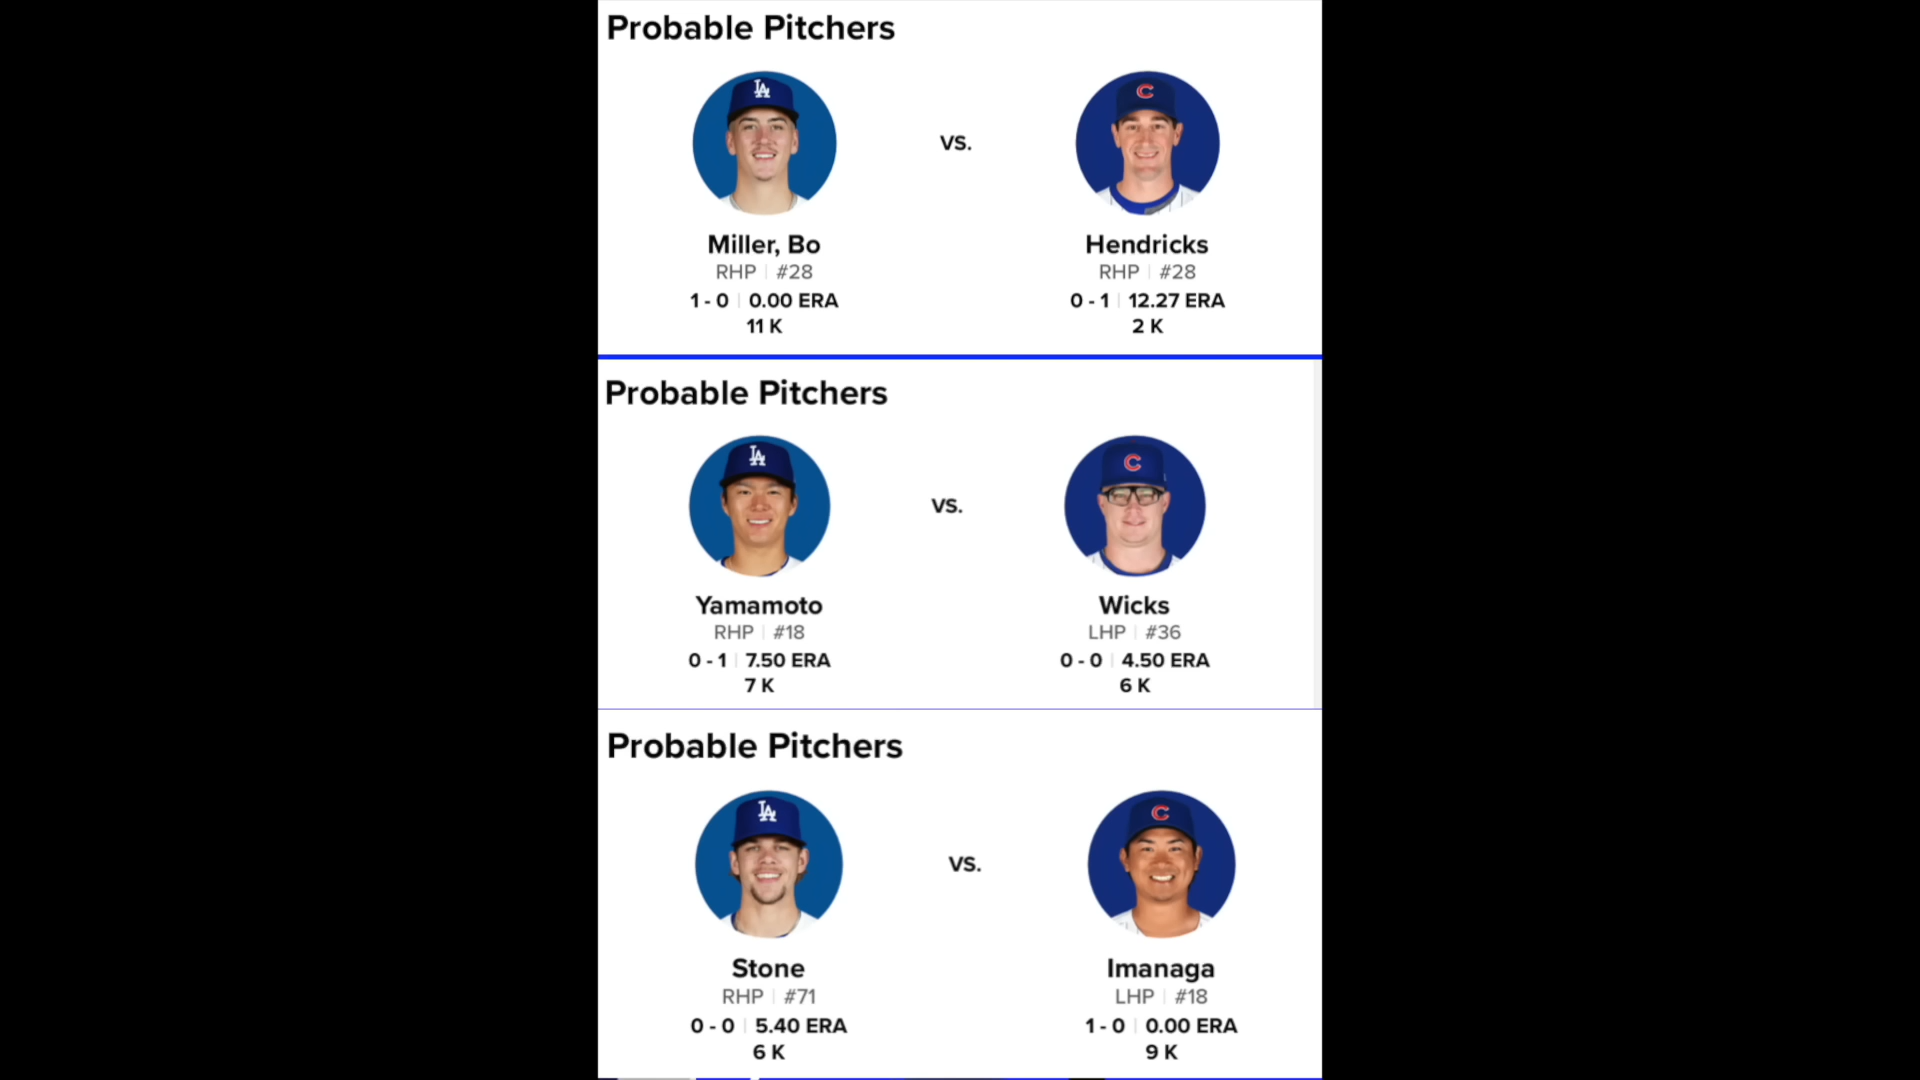 Probable Pitchers
LA
C
VS.
Miller, Bo
Hendricks
RHP | #28
RHP | #28
1 - 0 | 0.00 ERA
0 - 1 | 12.27 ERA
11 K
2 K
Probable Pitchers
LA
C
VS.
Yamamoto
Wicks
RHP | #18
LHP | #36
0 - 1 | 7.50 ERA
0 - 0 | 4.50 ERA
7 K
6 K
Probable Pitchers
LA
C
VS.
Stone
Imanaga
RHP | #71
LHP | #18
0 - 0 | 5.40 ERA
1 - 0 | 0.00 ERA
6 K
9 K